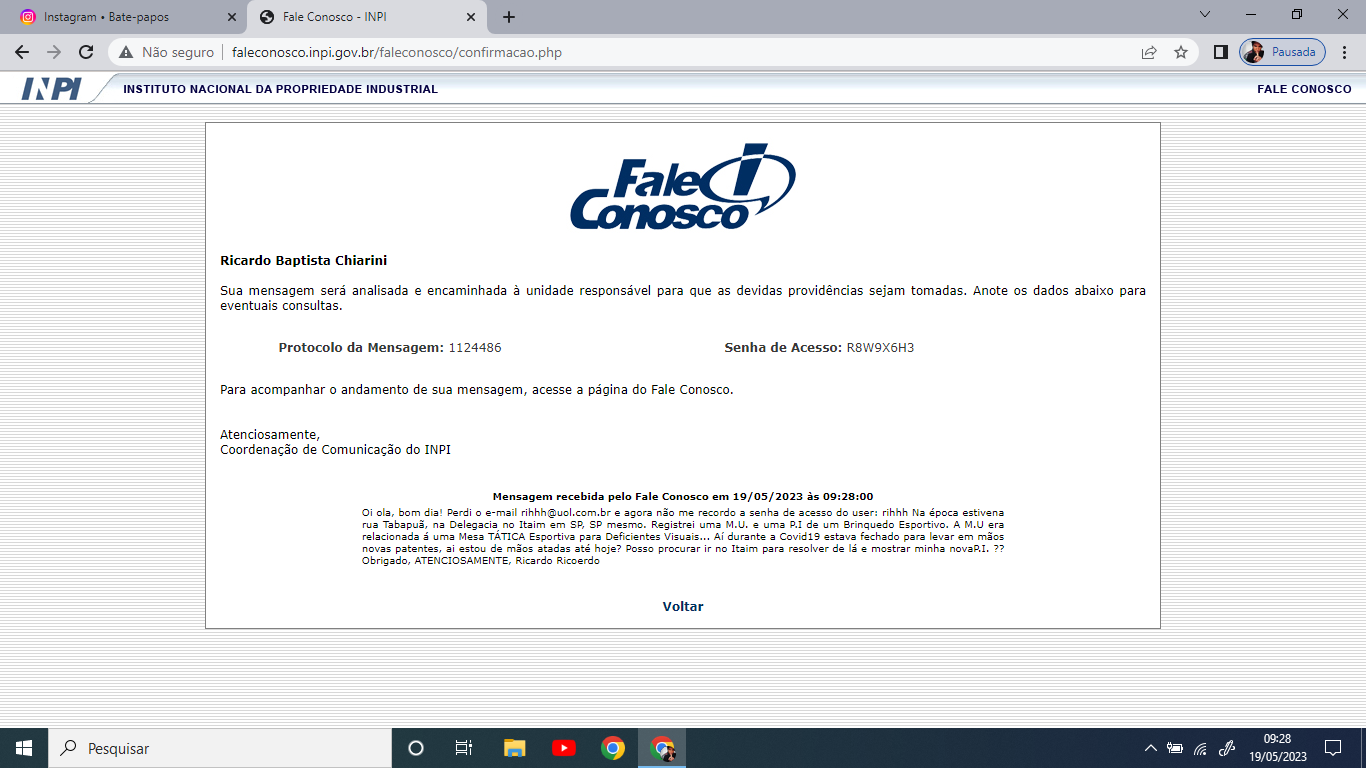 Instagram • Bate-papos
Fale Conosco - INPI
Não seguro
faleconosco.inpi.gov.br/faleconosco/confirmacao.php
Pausada
INPI
INSTITUTO NACIONAL DA PROPRIEDADE INDUSTRIAL
FALE CONOSCO
Fale
Conosco
Ricardo Baptista Chiarini
Sua mensagem será analisada e encaminhada à unidade responsável para que as devidas providências sejam tomadas. Anote os dados abaixo para
eventuais consultas.
Protocolo da Mensagem: 1124486
Senha de Acesso: R8W9X6H3
Para acompanhar o andamento de sua mensagem, acesse a página do Fale Conosco.
Atenciosamente,
Coordenação de Comunicação do INPI
Mensagem recebida pelo Fale Conosco em 19/05/2023 às 09:28:00
Oi ola, bom dia! Perdi o e-mail rihhh@uol.com.br e agora não me recordo a senha de acesso do user: rihhh Na época estivena
rua Tabapuã, na Delegacia no Itaim em SP, SP mesmo. Registrei uma M.U. e uma P.I de um Brinquedo Esportivo. A M.U era
relacionada á uma Mesa TÁTICA Esportiva para Deficientes Visuais... Aí durante a Covid19 estava fechado para levar em mãos
novas patentes, ai estou de mãos atadas até hoje? Posso procurar ir no Itaim para resolver de lá e mostrar minha novaP.I. ??
Obrigado, ATENCIOSAMENTE, Ricardo Ricoerdo
Voltar
Pesquisar
09:28
19/05/2023